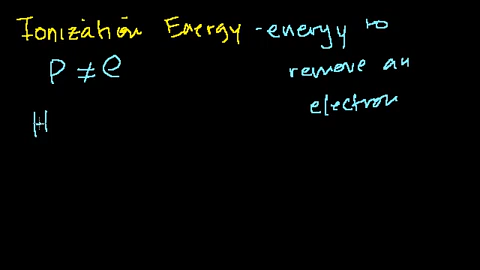 Ionization Energy - energy to
remove an
electron
P ≠ e
H